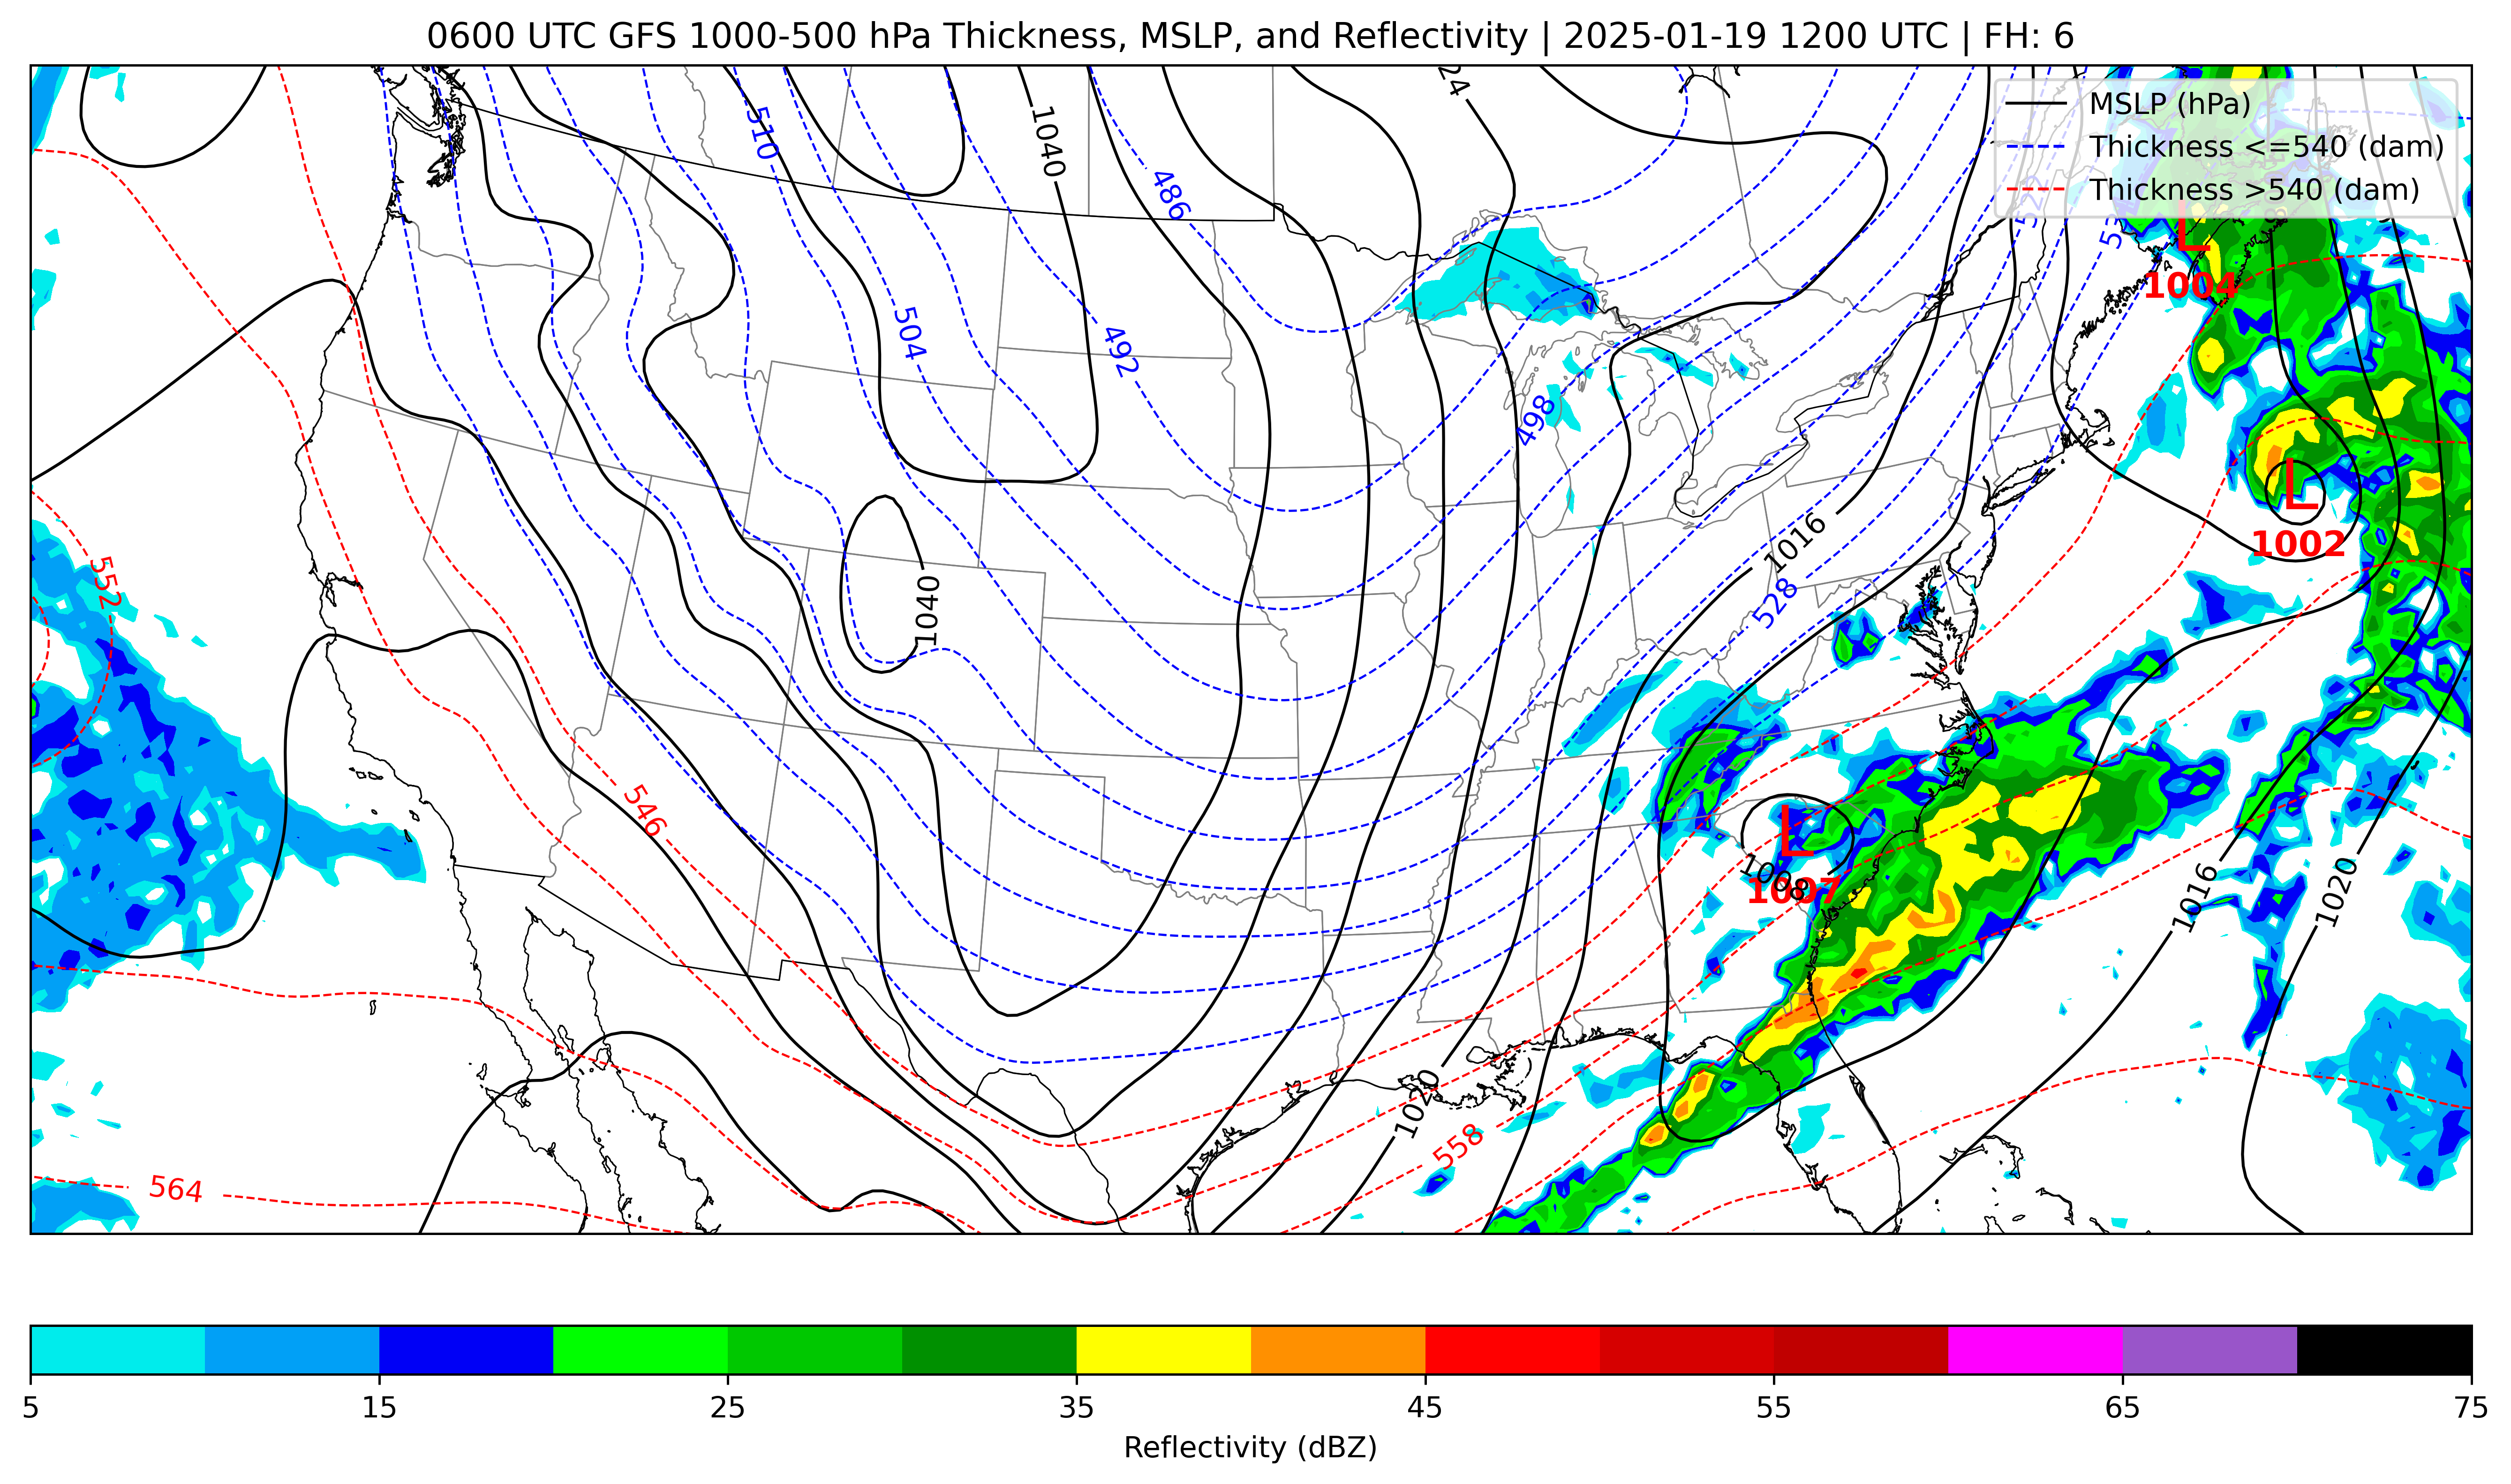 0600 UTC GFS 1000-500 hPa Thickness, MSLP, and Reflectivity | 2025-01-19 1200 UTC | FH: 6
MSLP (hPa)
Thickness <=540 (dam)
Thickness >540 (dam)
510
1040
486
L
1004
504
492
498
L
1002
1016
552
528
1040
546
L
1008
1007
1016
1020
1020
558
564
5 15 25 35 45 55 65 75
Reflectivity (dBZ)